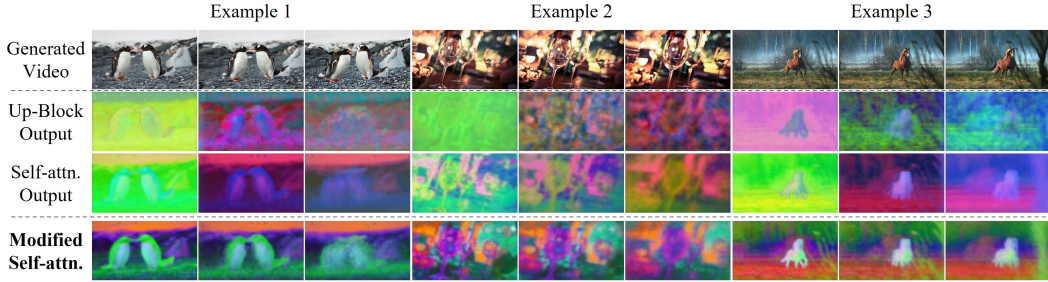 Example 1
Example 2
Example 3
Generated
Video
Up-Block
Output
Self-attn.
Output
Modified
Self-attn.